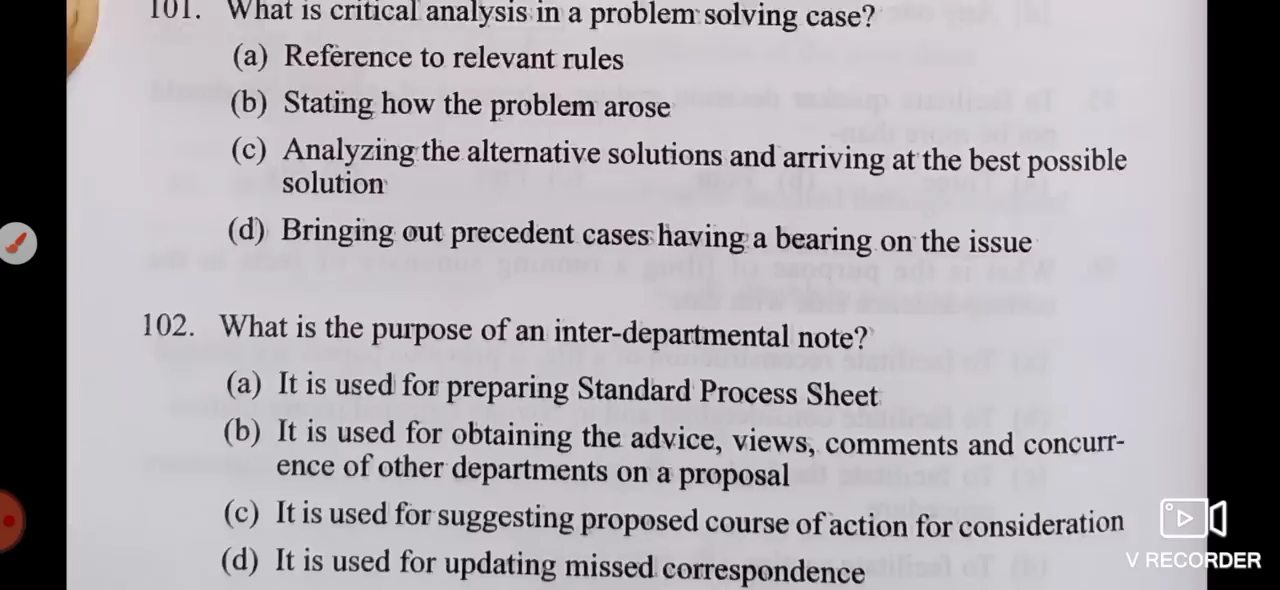 101. What is critical analysis in a problem solving case?
(a) Reference to relevant rules
(b) Stating how the problem arose
(c) Analyzing the alternative solutions and arriving at the best possible
solution
(d) Bringing out precedent cases having a bearing on the issue
102. What is the purpose of an inter-departmental note?
(a) It is used for preparing Standard Process Sheet
(b) It is used for obtaining the advice, views, comments and concurr-
ence of other departments on a proposal
(c) It is used for suggesting proposed course of action for consideration
(d) It is used for updating missed correspondence
V RECORDER